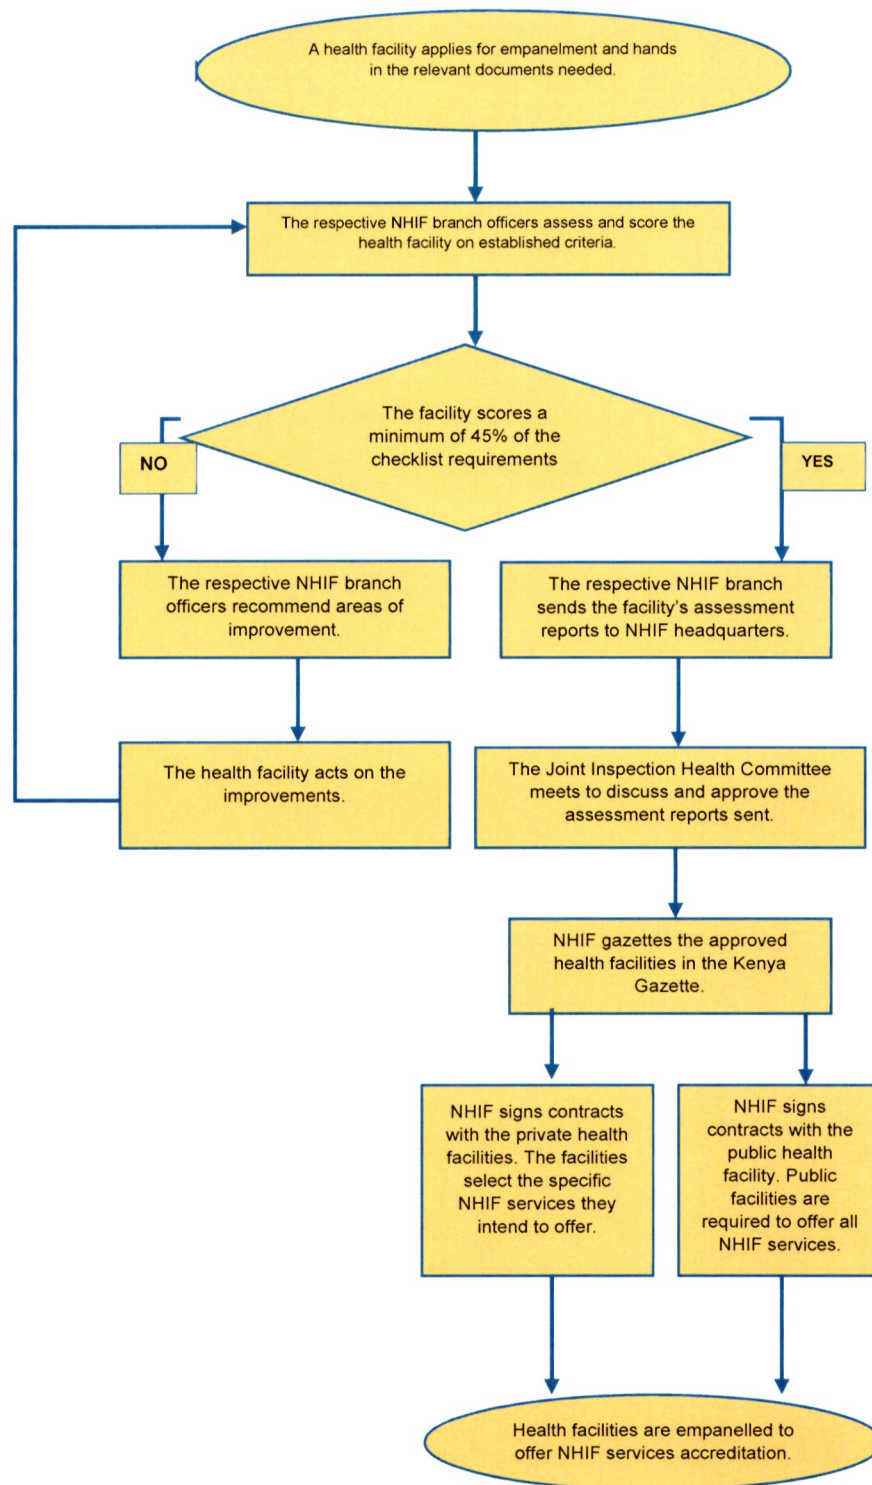 A health facility applies for empanelment and hands
in the relevant documents needed.
The respective NHIF branch officers assess and score the
health facility on established criteria.
The facility scores a
minimum of 45% of the
checklist requirements
NO
YES
The respective NHIF branch
officers recommend areas of
improvement.
The respective NHIF branch
sends the facility's assessment
reports to NHIF headquarters.
The health facility acts on the
improvements.
The Joint Inspection Health Committee
meets to discuss and approve the
assessment reports sent.
NHIF gazettes the approved
health facilities in the Kenya
Gazette.
NHIF signs contracts
with the private health
facilities. The facilities
select the specific
NHIF services they
intend to offer.
NHIF signs
contracts with the
public health
facility. Public
facilities are
required to offer all
NHIF services.
Health facilities are empanelled to
offer NHIF services accreditation.